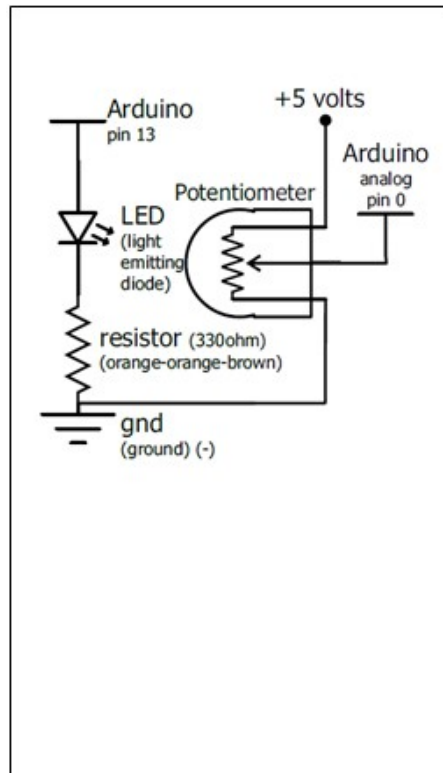 Arduino
pin 13
+5 volts
Arduino
analog
pin 0
Potentiometer
LED
(light
emitting
diode)
resistor (330ohm)
(orange-orange-brown)
gnd
(ground) (-)